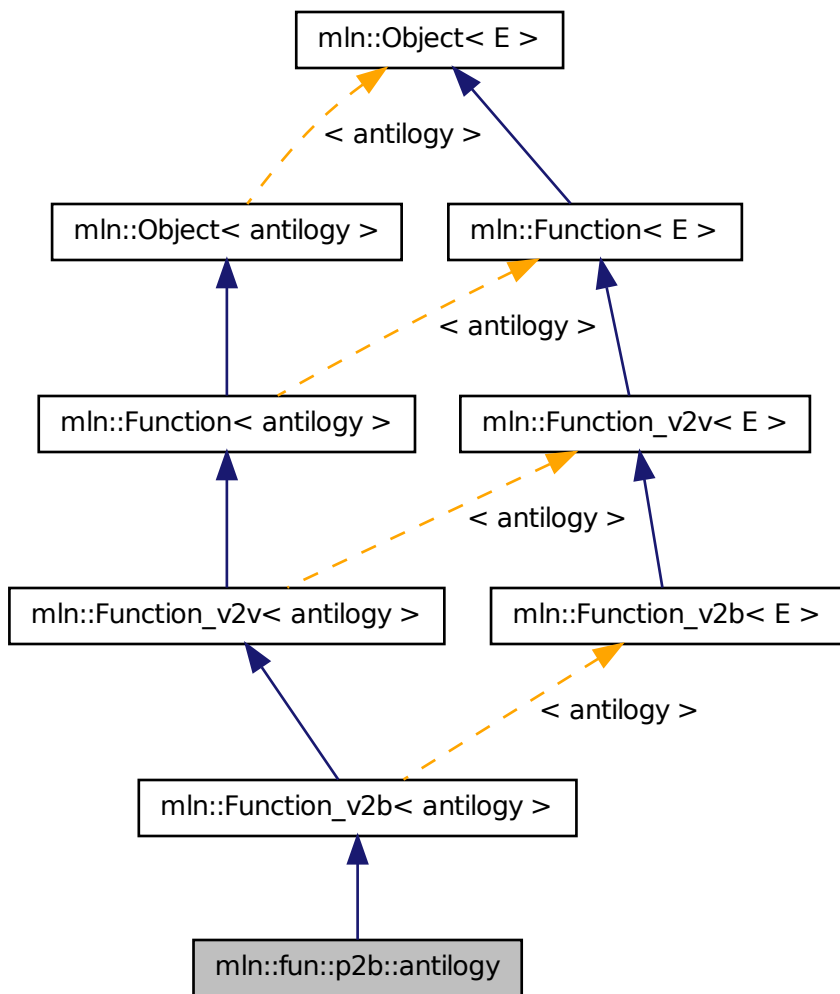 mln::Object< E >
< antilogy >
mln::Object< antilogy >
mln::Function< E >
< antilogy >
mln::Function< antilogy >
mln::Function_v2v< E >
< antilogy >
mln::Function_v2v< antilogy >
mln::Function_v2b< E >
< antilogy >
mln::Function_v2b< antilogy >
mln::fun::p2b::antilogy